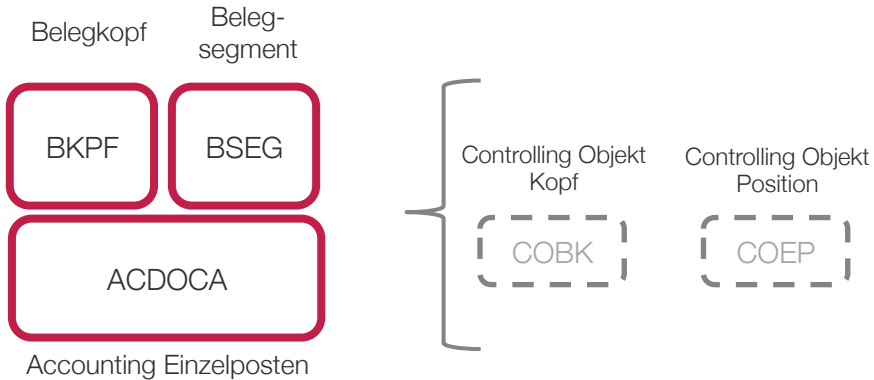 Belegkopf
Beleg-
segment
BKPF
BSEG
ACDOCA
Accounting Einzelposten
Controlling Objekt
Kopf
COBK
Controlling Objekt
Position
COEP